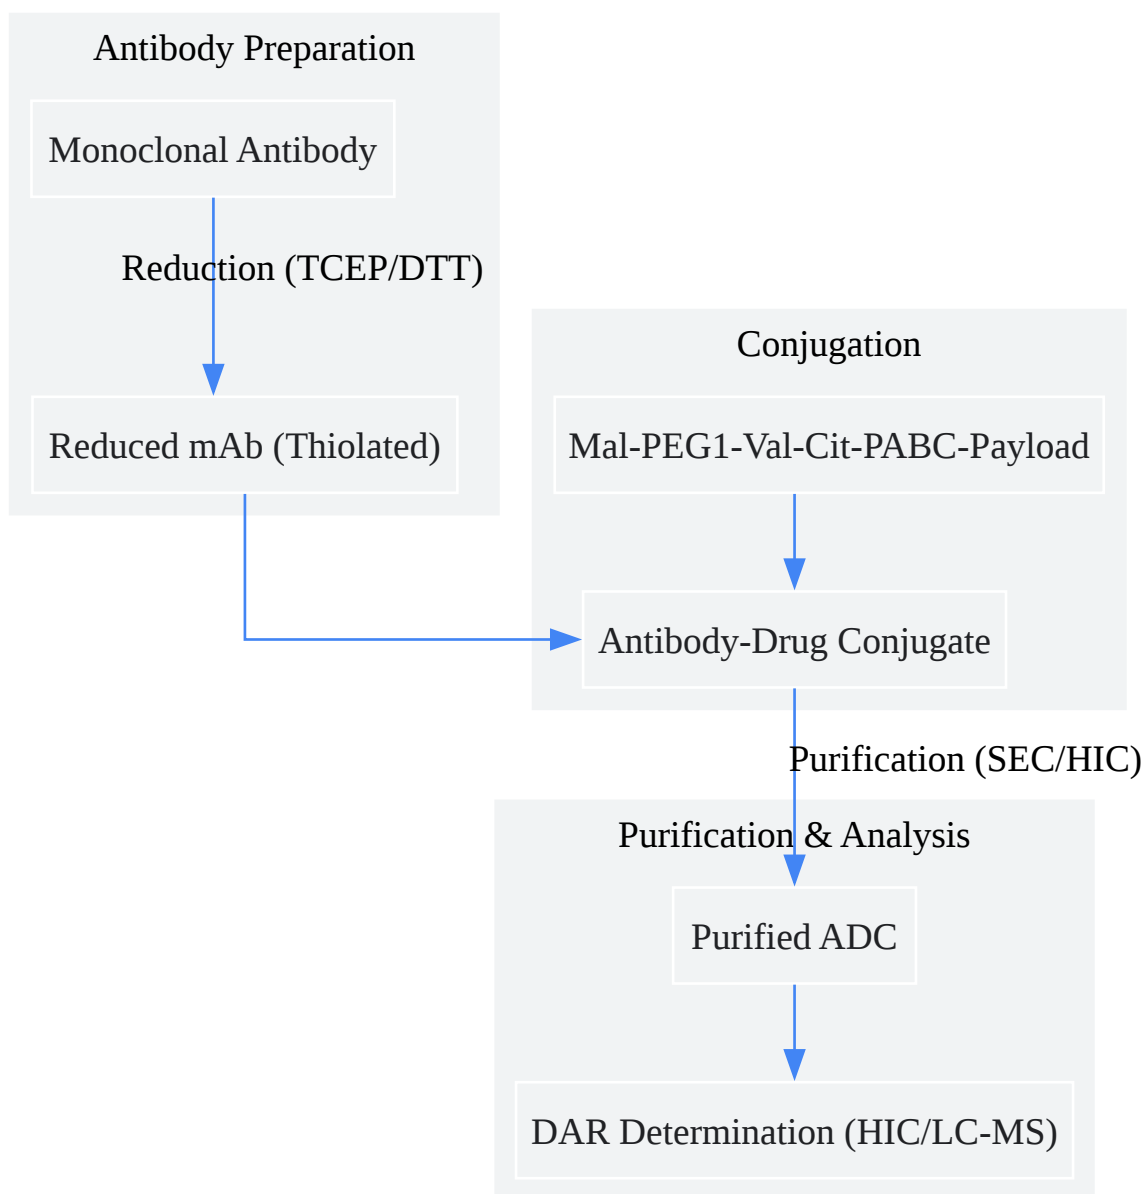 Antibody Preparation
Monoclonal Antibody
Reduction (TCEP/DTT)
Reduced mAb (Thiolated)
Conjugation
Mal-PEG1-Val-Cit-PABC-Payload
Antibody-Drug Conjugate
Purification (SEC/HIC)
Purification & Analysis
Purified ADC
DAR Determination (HIC/LC-MS)